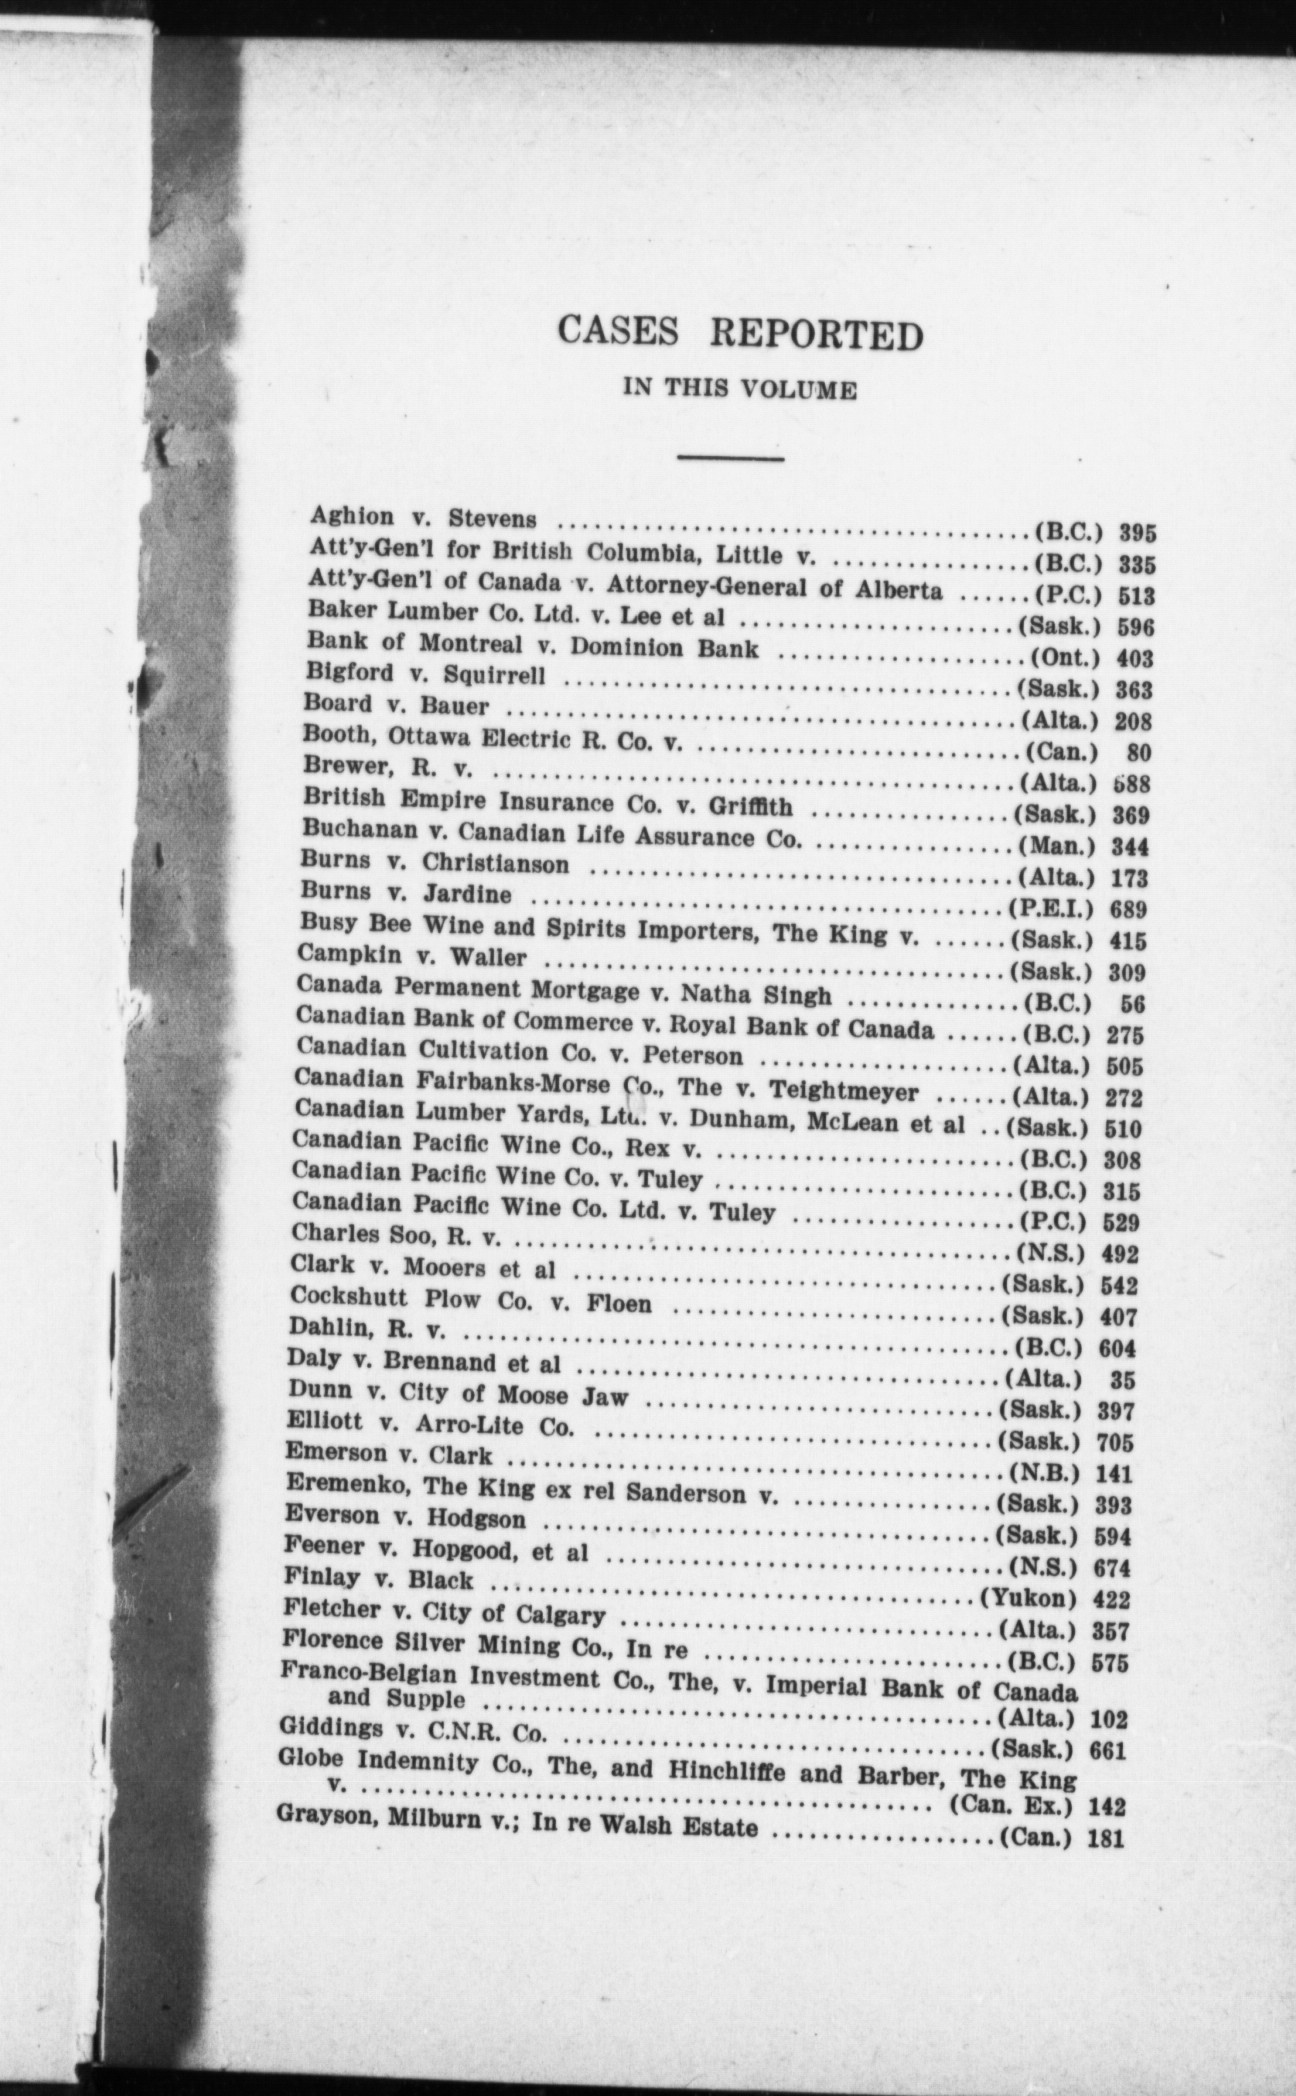 CASES REPORTED
IN THIS VOLUME
Aghion v. Stevens ...................................... (B.C.) 395
Att'y-Gen'l for British Columbia, Little v. ................ (B.C.) 335
Att'y-Gen'l of Canada v. Attorney-General of Alberta ...... (P.C.) 513
Baker Lumber Co. Ltd. v. Lee et al ...................... (Sask.) 596
Bank of Montreal v. Dominion Bank .................... (Ont.) 403
Bigford v. Squirrell .................................... (Sask.) 363
Board v. Bauer ......................................... (Alta.) 208
Booth, Ottawa Electric R. Co. v. .......................... (Can.) 80
Brewer, R. v. .......................................... (Alta.) 588
British Empire Insurance Co. v. Griffith ................ (Sask.) 369
Buchanan v. Canadian Life Assurance Co. ................ (Man.) 344
Burns v. Christianson .................................. (Alta.) 173
Burns v. Jardine ...................................... (P.E.I.) 689
Busy Bee Wine and Spirits Importers, The King v. ...... (Sask.) 415
Campkin v. Waller ..................................... (Sask.) 309
Canada Permanent Mortgage v. Natha Singh .............. (B.C.) 56
Canadian Bank of Commerce v. Royal Bank of Canada ...... (B.C.) 275
Canadian Cultivation Co. v. Peterson .................... (Alta.) 505
Canadian Fairbanks-Morse Co., The v. Teightmeyer ...... (Alta.) 272
Canadian Lumber Yards, Ltd. v. Dunham, McLean et al .. (Sask.) 510
Canadian Pacific Wine Co., Rex v. ........................ (B.C.) 308
Canadian Pacific Wine Co. v. Tuley ........................ (B.C.) 315
Canadian Pacific Wine Co. Ltd. v. Tuley .................. (P.C.) 529
Charles Soo, R. v. ........................................ (N.S.) 492
Clark v. Mooers et al .................................. (Sask.) 542
Cockshutt Plow Co. v. Floen .......................... (Sask.) 407
Dahlin, R. v. ............................................ (B.C.) 604
Daly v. Brennand et al .................................. (Alta.) 35
Dunn v. City of Moose Jaw ............................ (Sask.) 397
Elliott v. Arro-Lite Co. ................................ (Sask.) 705
Emerson v. Clark ........................................ (N.B.) 141
Eremenko, The King ex rel Sanderson v. ................ (Sask.) 393
Everson v. Hodgson .................................... (Sask.) 594
Feener v. Hopgood, et al ................................ (N.S.) 674
Finlay v. Black ....................................... (Yukon) 422
Fletcher v. City of Calgary .............................. (Alta.) 357
Florence Silver Mining Co., In re ........................ (B.C.) 575
Franco-Belgian Investment Co., The, v. Imperial Bank of Canada
and Supple ......................................... (Alta.) 102
Giddings v. C.N.R. Co. .................................. (Sask.) 661
Globe Indemnity Co., The, and Hinchliffe and Barber, The King
v. .............................................. (Can. Ex.) 142
Grayson, Milburn v.; In re Walsh Estate .................. (Can.) 181